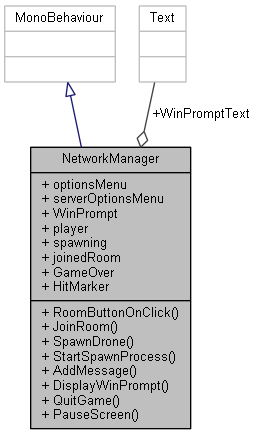 MonoBehaviour
Text
+WinPromptText
NetworkManager
+ optionsMenu
+ serverOptionsMenu
+ WinPrompt
+ player
+ spawning
+ joinedRoom
+ GameOver
+ HitMarker
+ RoomButtonOnClick()
+ JoinRoom()
+ SpawnDrone()
+ StartSpawnProcess()
+ AddMessage()
+ DisplayWinPrompt()
+ QuitGame()
+ PauseScreen()